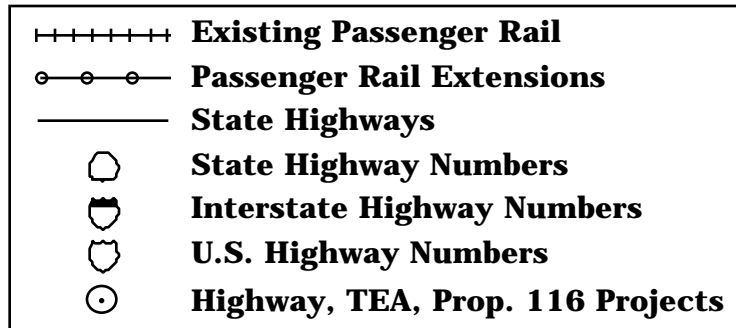 Existing Passenger Rail
Passenger Rail Extensions
State Highways
State Highway Numbers
Interstate Highway Numbers
U.S. Highway Numbers
Highway, TEA, Prop. 116 Projects